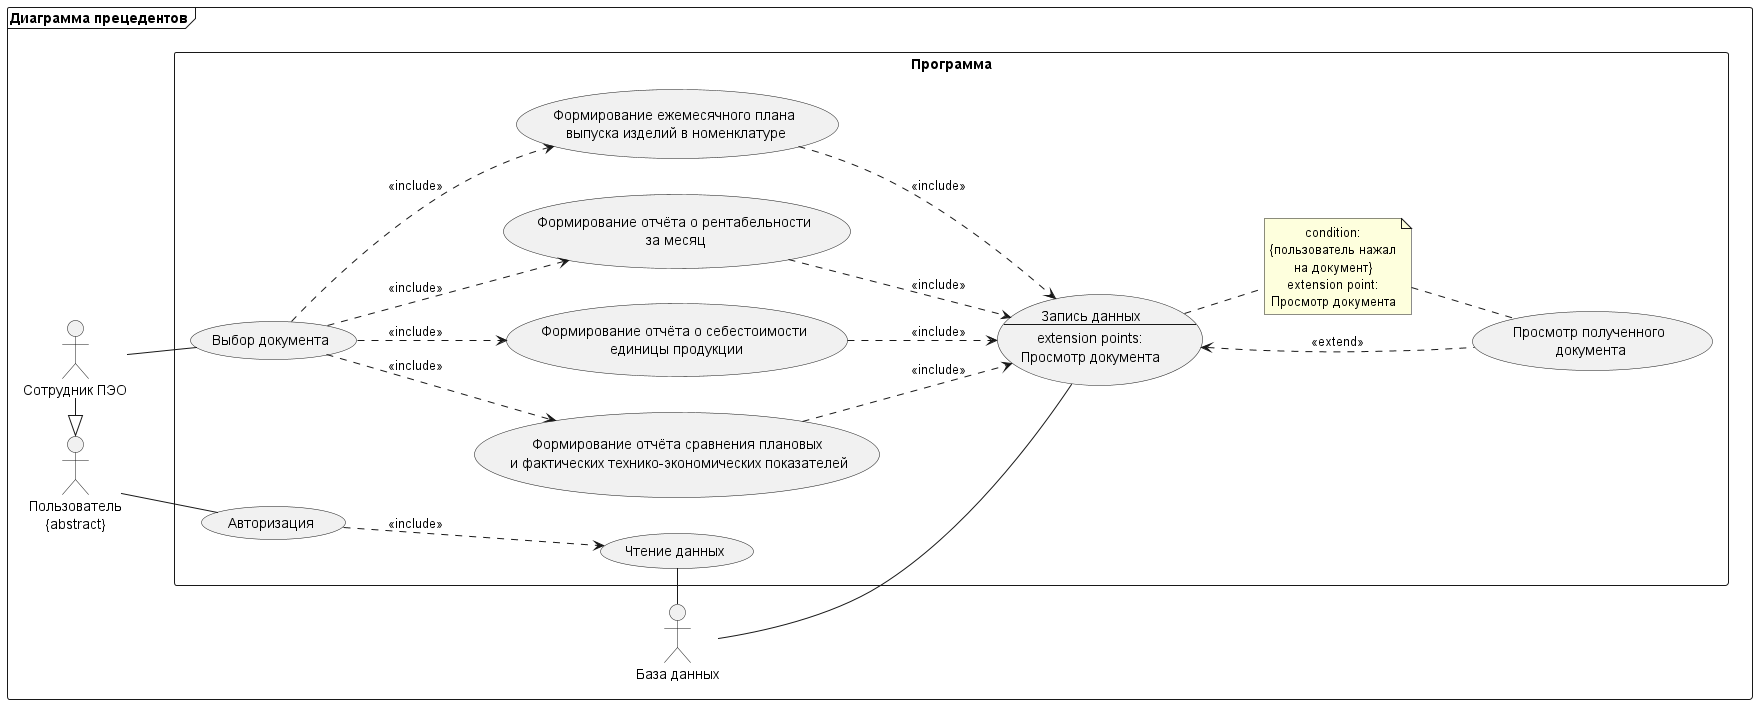 Диаграмма прецедентов
Программа
Формирование ежемесячного плана
выпуска изделий в номенклатуре
«include»
«include»
Формирование отчёта о рентабельности
за месяц
condition:
{пользователь нажал
на документ}
extension point:
Просмотр документа
«include»
«include»
Сотрудник ПЭО
Выбор документа
«include»
Формирование отчёта о себестоимости
единицы продукции
«include»
Запись данных
extension points:
Просмотр документа
«extend»
Просмотр полученного
документа
«include»
«include»
Формирование отчёта сравнения плановых
и фактических технико-экономических показателей
Пользователь
{abstract}
Авторизация
«include»
Чтение данных
База данных